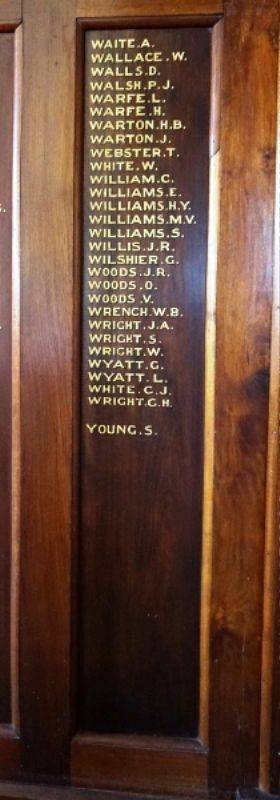 WAITE.A.
WALLACE.W.
WALLS.D.
WALSH.P.J.
WARFE.L.
WARFE.H.
WARTON.H.B.
WARTON.J.
WEBSTER.T.
WHITE.W.
WILLIAM.C.
WILLIAMS.E.
WILLIAMS.H.Y.
WILLIAMS.M.V.
WILLIAMS.S.
WILLIS.J.R.
WILSHIER.G.
WOODS.J.R.
WOODS.O.
WOODS.V.
WRENCH.W.B.
WRIGHT.J.A.
WRIGHT.S.
WRIGHT.W.
WYATT.G.
WYATT.L.
WHITE.C.J.
WRIGHT.C.H.
YOUNG.S.